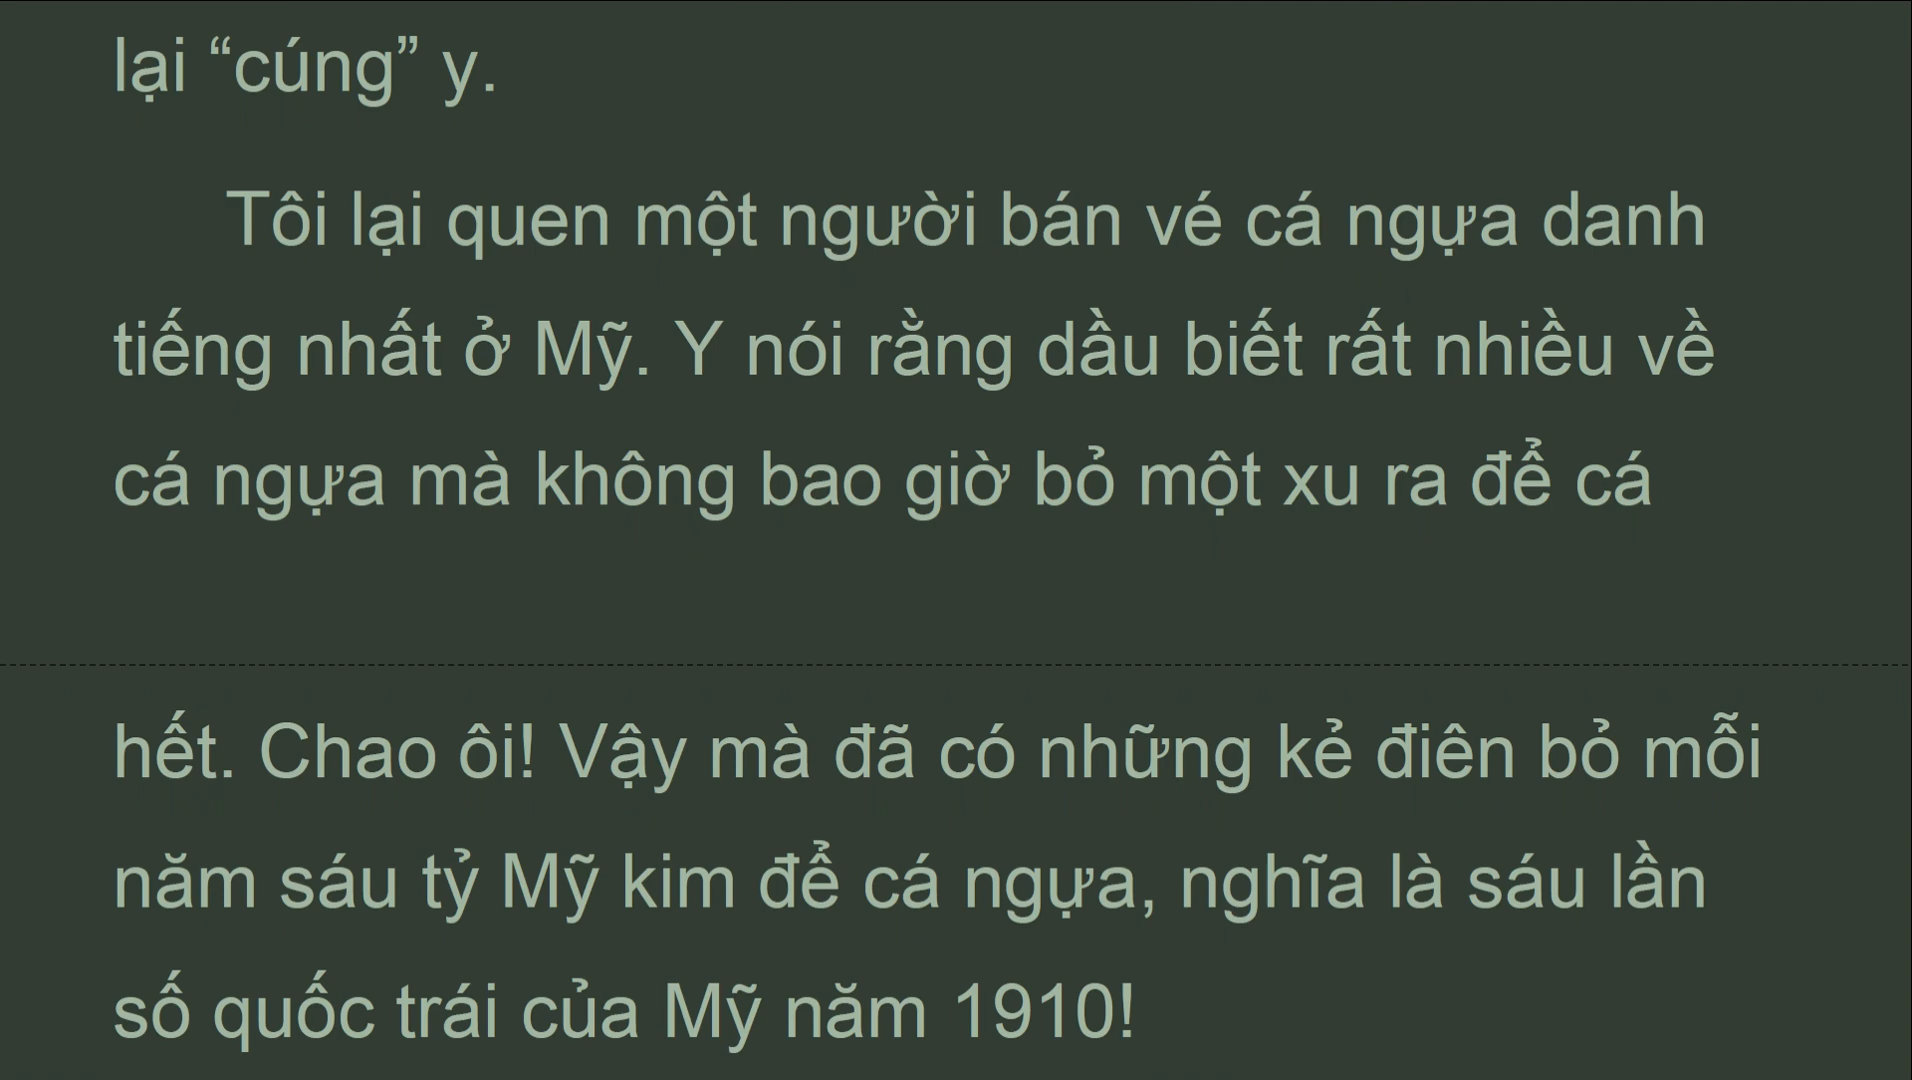 lại “cúng” y.
Tôi lại quen một người bán vé cá ngựa danh
tiếng nhất ở Mỹ. Y nói rằng dầu biết rất nhiều về
cá ngựa mà không bao giờ bỏ một xu ra để cá
hết. Chao ôi! Vậy mà đã có những kẻ điên bỏ mỗi
năm sáu tỷ Mỹ kim để cá ngựa, nghĩa là sáu lần
số quốc trái của Mỹ năm 1910!